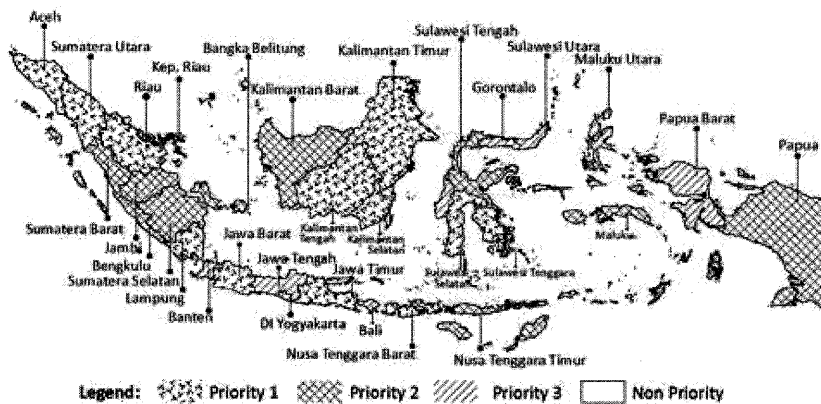 Aceh
Sumatera Utara
Riau
Kep. Riau
Bangka Belitung
Kalimantan Barat
Kalimantan Timur
Sulawesi Tengah
Sulawesi Utara
Gorontalo
Maluku Utara
Papua Barat
Papua
Sumatera Barat
Jambi
Bengkulu
Sumatera Selatan
Lampung
Banten
Jawa Barat
Jawa Tengah
DI Yogyakarta
Jawa Timur
Bali
Nusa Tenggara Barat
Nusa Tenggara Timur
Kalimantan
Tengah
Kalimantan
Selatan
Sulawesi
Selatan
Sulawesi Tenggara
Maluku
Legend: Priority 1 Priority 2 Priority 3 Non Priority